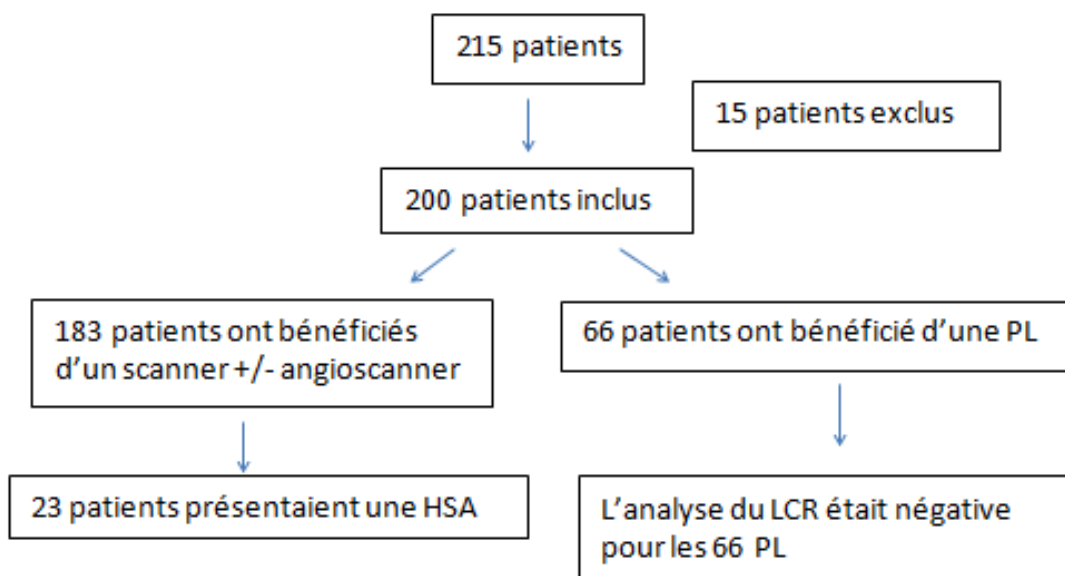 215 patients
15 patients exclus
200 patients inclus
183 patients ont bénéficiés
d'un scanner +/- angioscanner
66 patients ont bénéficié d'une PL
23 patients présentaient une HSA
L'analyse du LCR était négative
pour les 66 PL